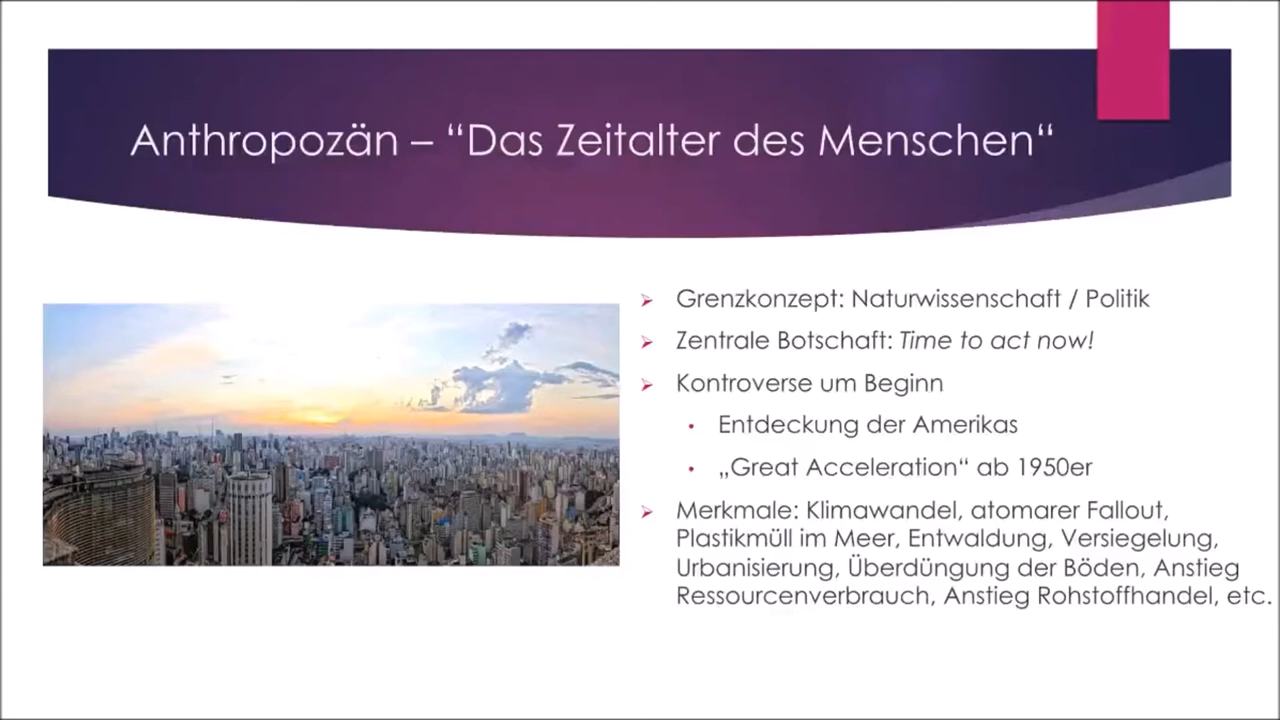 Anthropozän – “Das Zeitalter des Menschen“
Grenzkonzept: Naturwissenschaft / Politik
Zentrale Botschaft: Time to act now!
Kontroverse um Beginn
Entdeckung der Amerikas
„Great Acceleration“ ab 1950er
Merkmale: Klimawandel, atomarer Fallout,
Plastikmüll im Meer, Entwaldung, Versiegelung,
Urbanisierung, Überdüngung der Böden, Anstieg
Ressourcenverbrauch, Anstieg Rohstoffhandel, etc.